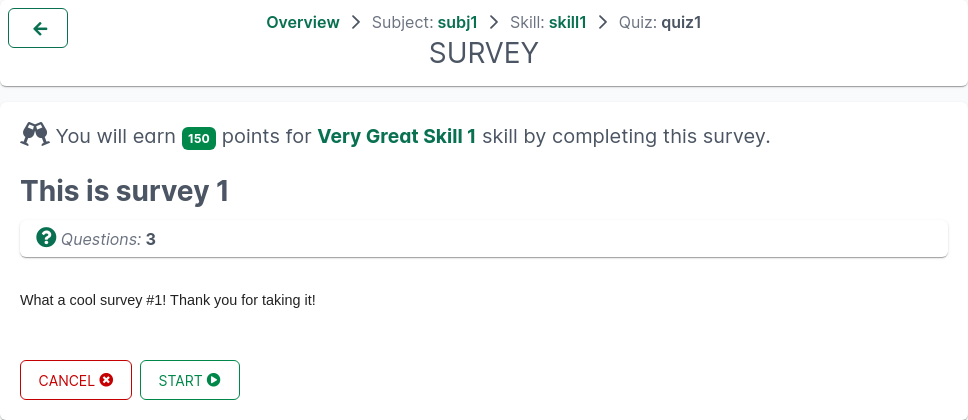 Overview > Subject: subj1 > Skill: skill1 > Quiz: quiz1
SURVEY
You will earn 150 points for Very Great Skill 1 skill by completing this survey.
This is survey 1
Questions: 3
What a cool survey #1! Thank you for taking it!
CANCEL START